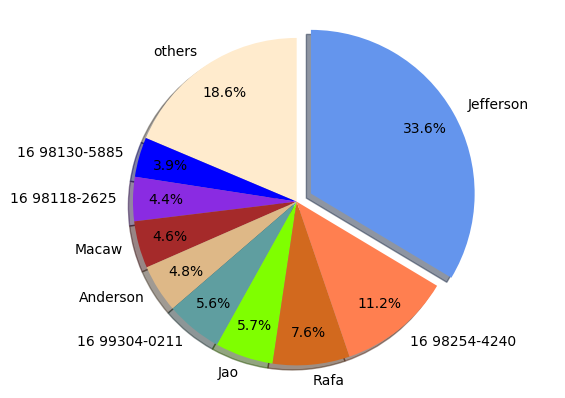 others
18.6%
Jefferson
33.6%
16 98130-5885
3.9%
16 98118-2625
4.4%
Macaw
4.6%
Anderson
4.8%
16 99304-0211
5.6%
Jao
5.7%
Rafa
7.6%
16 98254-4240
11.2%